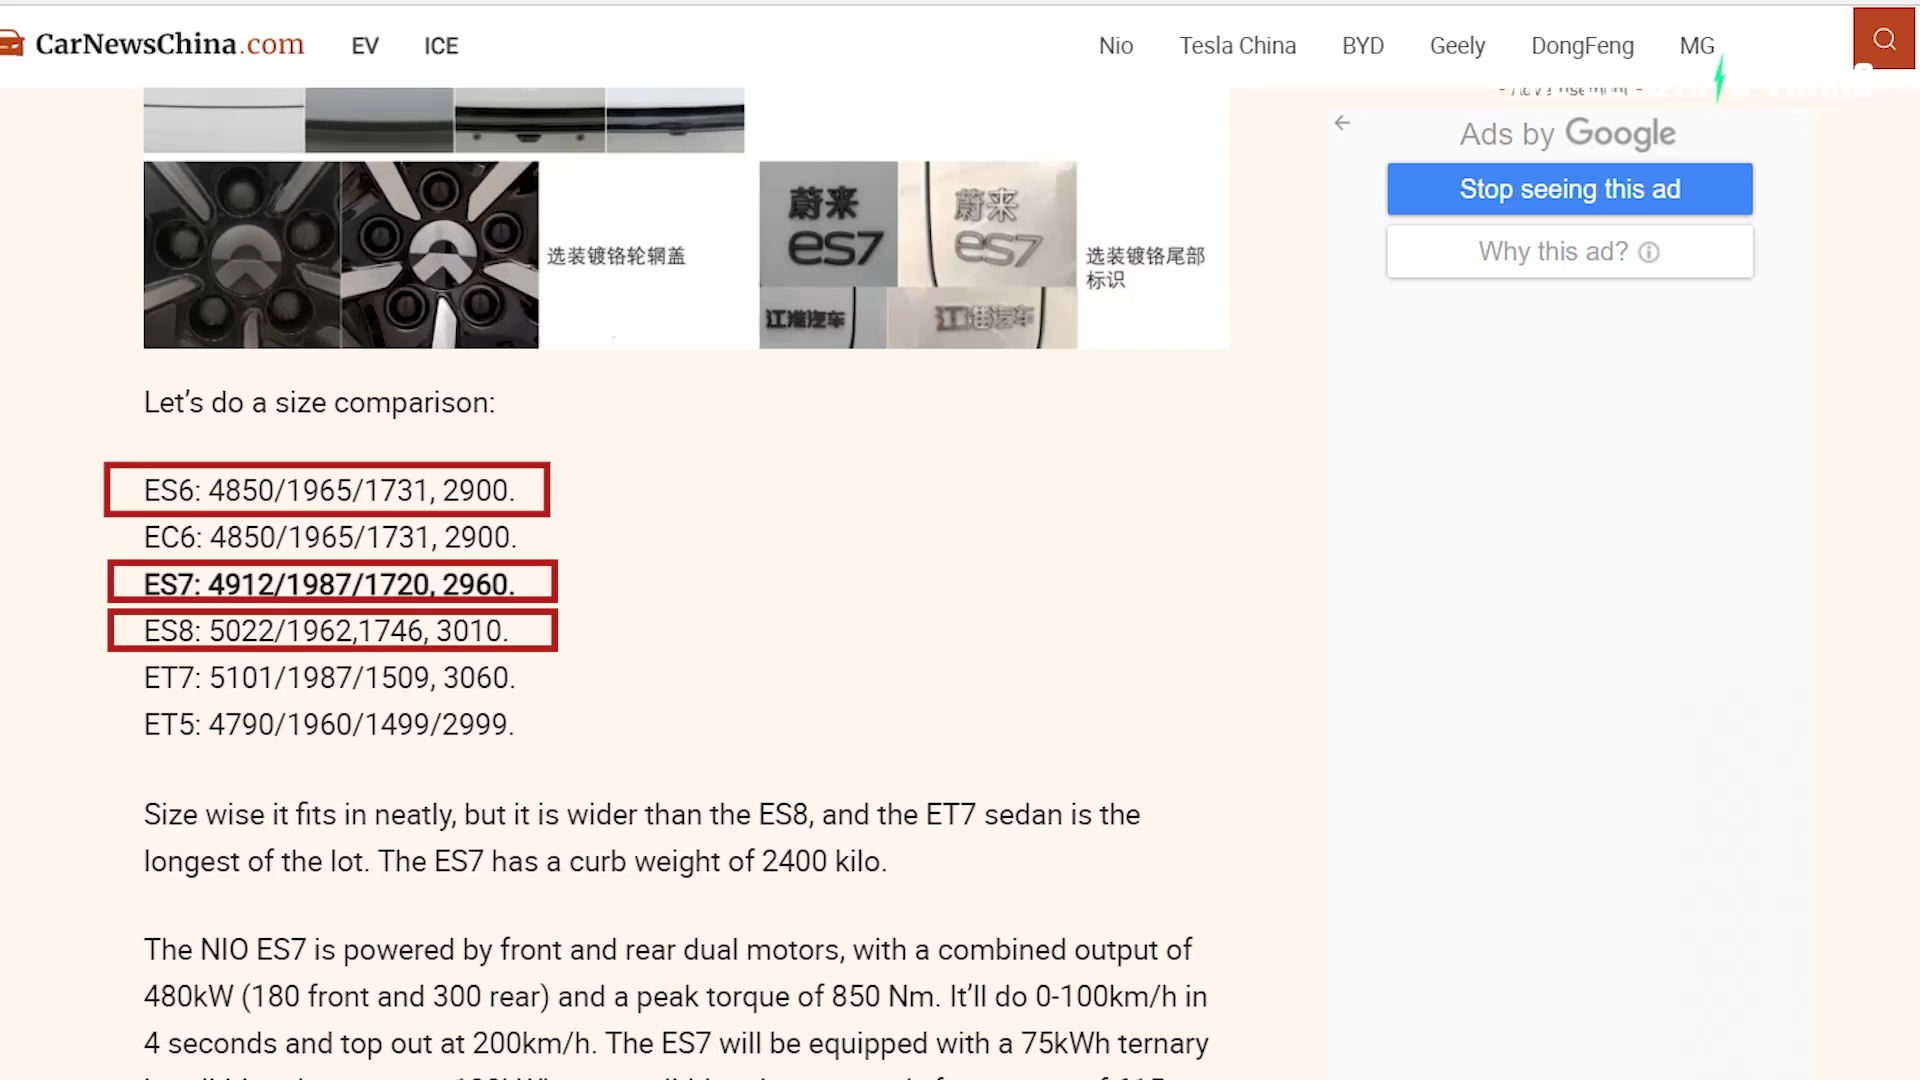 CarNewsChina.com EV ICE Nio Tesla China BYD Geely DongFeng MG
Ads by Google
Stop seeing this ad
Why this ad?
选装镀铬轮辋盖
蔚来
es7
江淮汽车
蔚来
es7
江淮汽车
选装镀铬尾部
标识
Let’s do a size comparison:
ES6: 4850/1965/1731, 2900.
EC6: 4850/1965/1731, 2900.
ES7: 4912/1987/1720, 2960.
ES8: 5022/1962,1746, 3010.
ET7: 5101/1987/1509, 3060.
ET5: 4790/1960/1499/2999.
Size wise it fits in neatly, but it is wider than the ES8, and the ET7 sedan is the
longest of the lot. The ES7 has a curb weight of 2400 kilo.
The NIO ES7 is powered by front and rear dual motors, with a combined output of
480kW (180 front and 300 rear) and a peak torque of 850 Nm. It’ll do 0-100km/h in
4 seconds and top out at 200km/h. The ES7 will be equipped with a 75kWh ternary